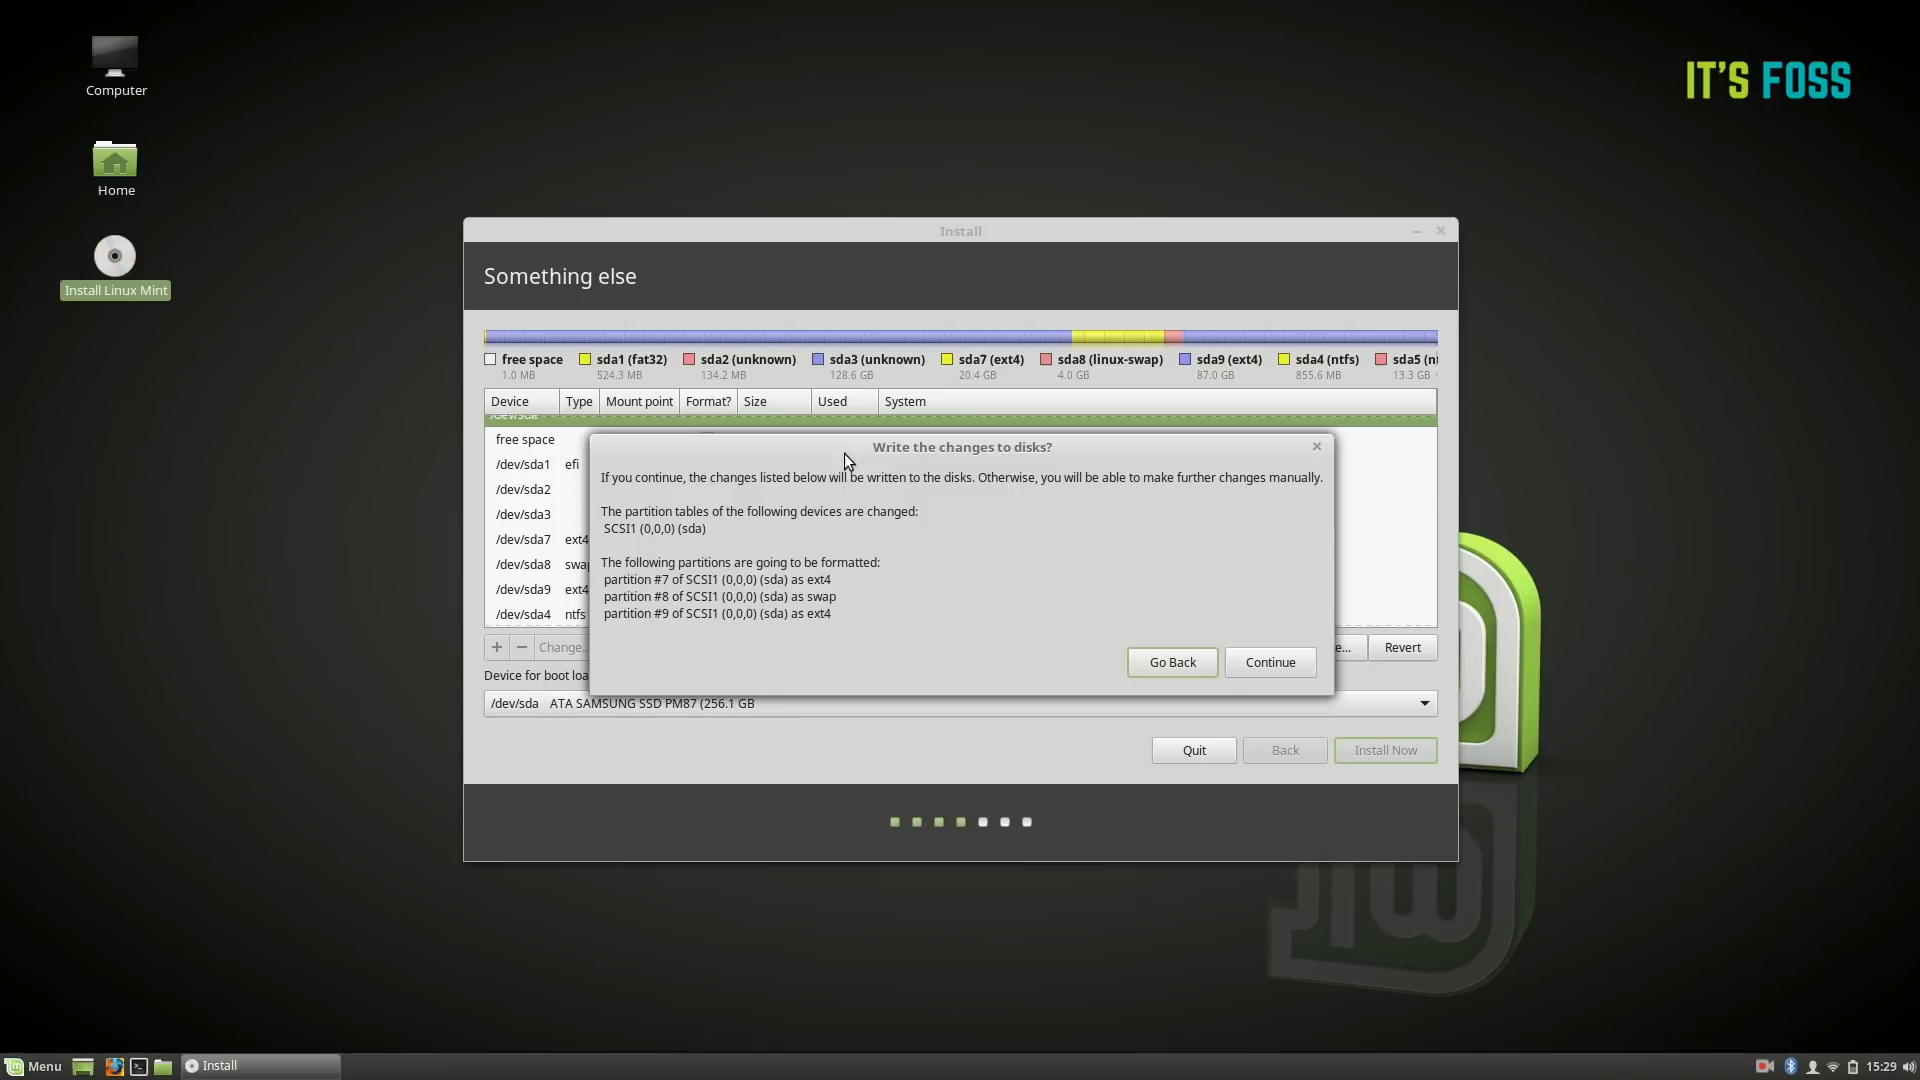 Computer
IT'S FOSS
Home
Install Linux Mint
Install
Something else
free space sda1 (fat32) sda2 (unknown) sda3 (unknown) sda7 (ext4) sda8 (linux-swap) sda9 (ext4) sda4 (ntfs) sda5 (n
1.0 MB 524.3 MB 134.2 MB 128.6 GB 20.4 GB 4.0 GB 87.0 GB 855.6 MB 13.3 GB
Device Type Mount point Format? Size Used System
/dev/sda
free space
/dev/sda1 efi
/dev/sda2
/dev/sda3
/dev/sda7 ext4
/dev/sda8 swa
/dev/sda9 ext4
/dev/sda4 ntfs
Write the changes to disks?
If you continue, the changes listed below will be written to the disks. Otherwise, you will be able to make further changes manually.
The partition tables of the following devices are changed:
SCSI1 (0,0,0) (sda)
The following partitions are going to be formatted:
partition #7 of SCSI1 (0,0,0) (sda) as ext4
partition #8 of SCSI1 (0,0,0) (sda) as swap
partition #9 of SCSI1 (0,0,0) (sda) as ext4
Go Back Continue
+ − Change.. e... Revert
Device for boot loa
/dev/sda ATA SAMSUNG SSD PM87 (256.1 GB
Quit Back Install Now
Menu Install 15:29